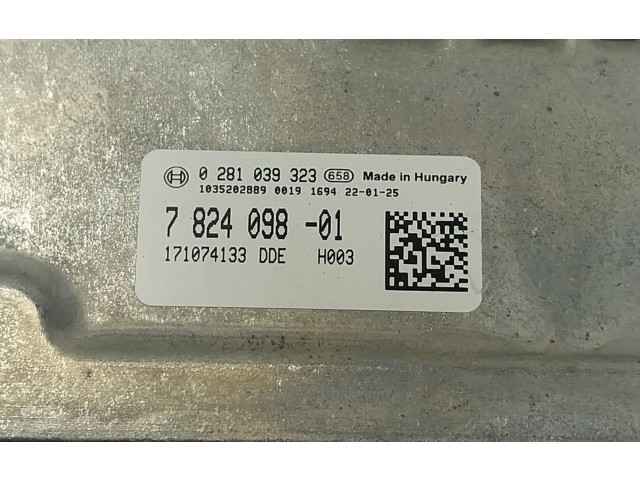 0 281 039 323 658 Made in Hungary
1035202889 0019 1694 22-01-25
7 824 098 -01
171074133 DDE H003